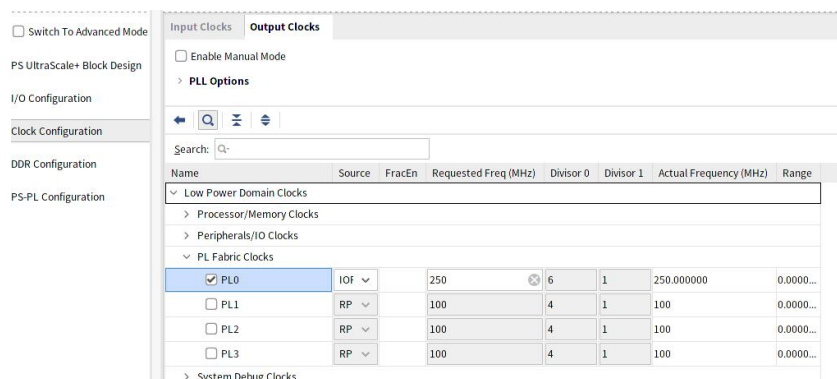 Switch To Advanced Mode
PS UltraScale+ Block Design
I/O Configuration
Clock Configuration
DDR Configuration
PS-PL Configuration
Input Clocks Output Clocks
Enable Manual Mode
PLL Options
Search: Q-
Name Source FracEn Requested Freq (MHz) Divisor 0 Divisor 1 Actual Frequency (MHz) Range
Low Power Domain Clocks
Processor/Memory Clocks
Peripherals/IO Clocks
PL Fabric Clocks
PL0 250 6 1 250.000000 0.0000...
PL1 RP 100 4 1 100 0.0000...
PL2 RP 100 4 1 100 0.0000...
PL3 RP 100 4 1 100 0.0000...
System Debug Clocks